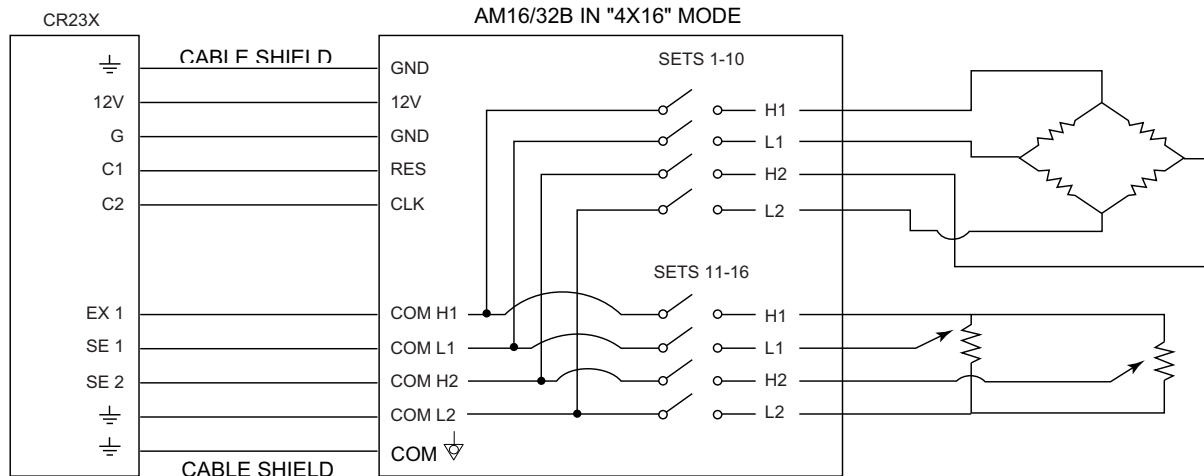 CR23X
AM16/32B IN "4X16" MODE
CABLE SHIELD
GND
12V
12V
G
GND
C1
RES
C2
CLK
SETS 1-10
H1
L1
H2
L2
SETS 11-16
EX 1
COM H1
H1
SE 1
COM L1
L1
SE 2
COM H2
H2
COM L2
L2
COM
CABLE SHIELD